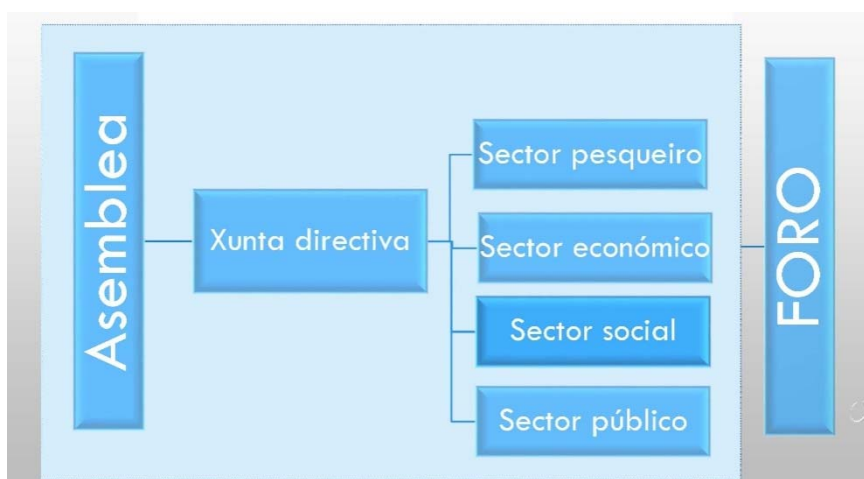 Asemblea
Xunta directiva
Sector pesqueiro
Sector económico
Sector social
Sector público
FORO